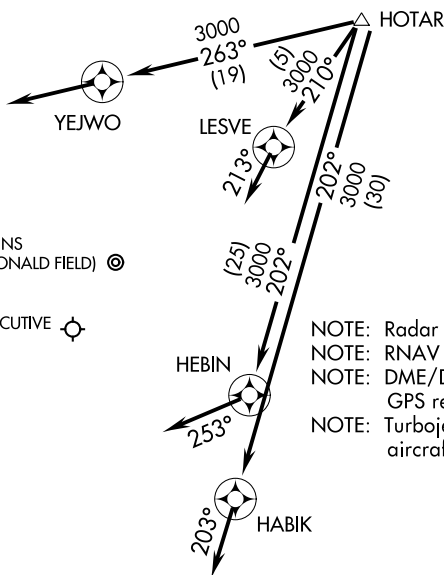 HOTAR
3000
263°
(19)
YEJWO
(5)
3000
210°
LESVE
213°
202°
3000
(30)
(25)
3000
202°
NS
ONALD FIELD)
CUTIVE
HEBIN
253°
HABIK
203°
NOTE: Radar
NOTE: RNAV
NOTE: DME/D
GPS re
NOTE: Turboje
aircraf